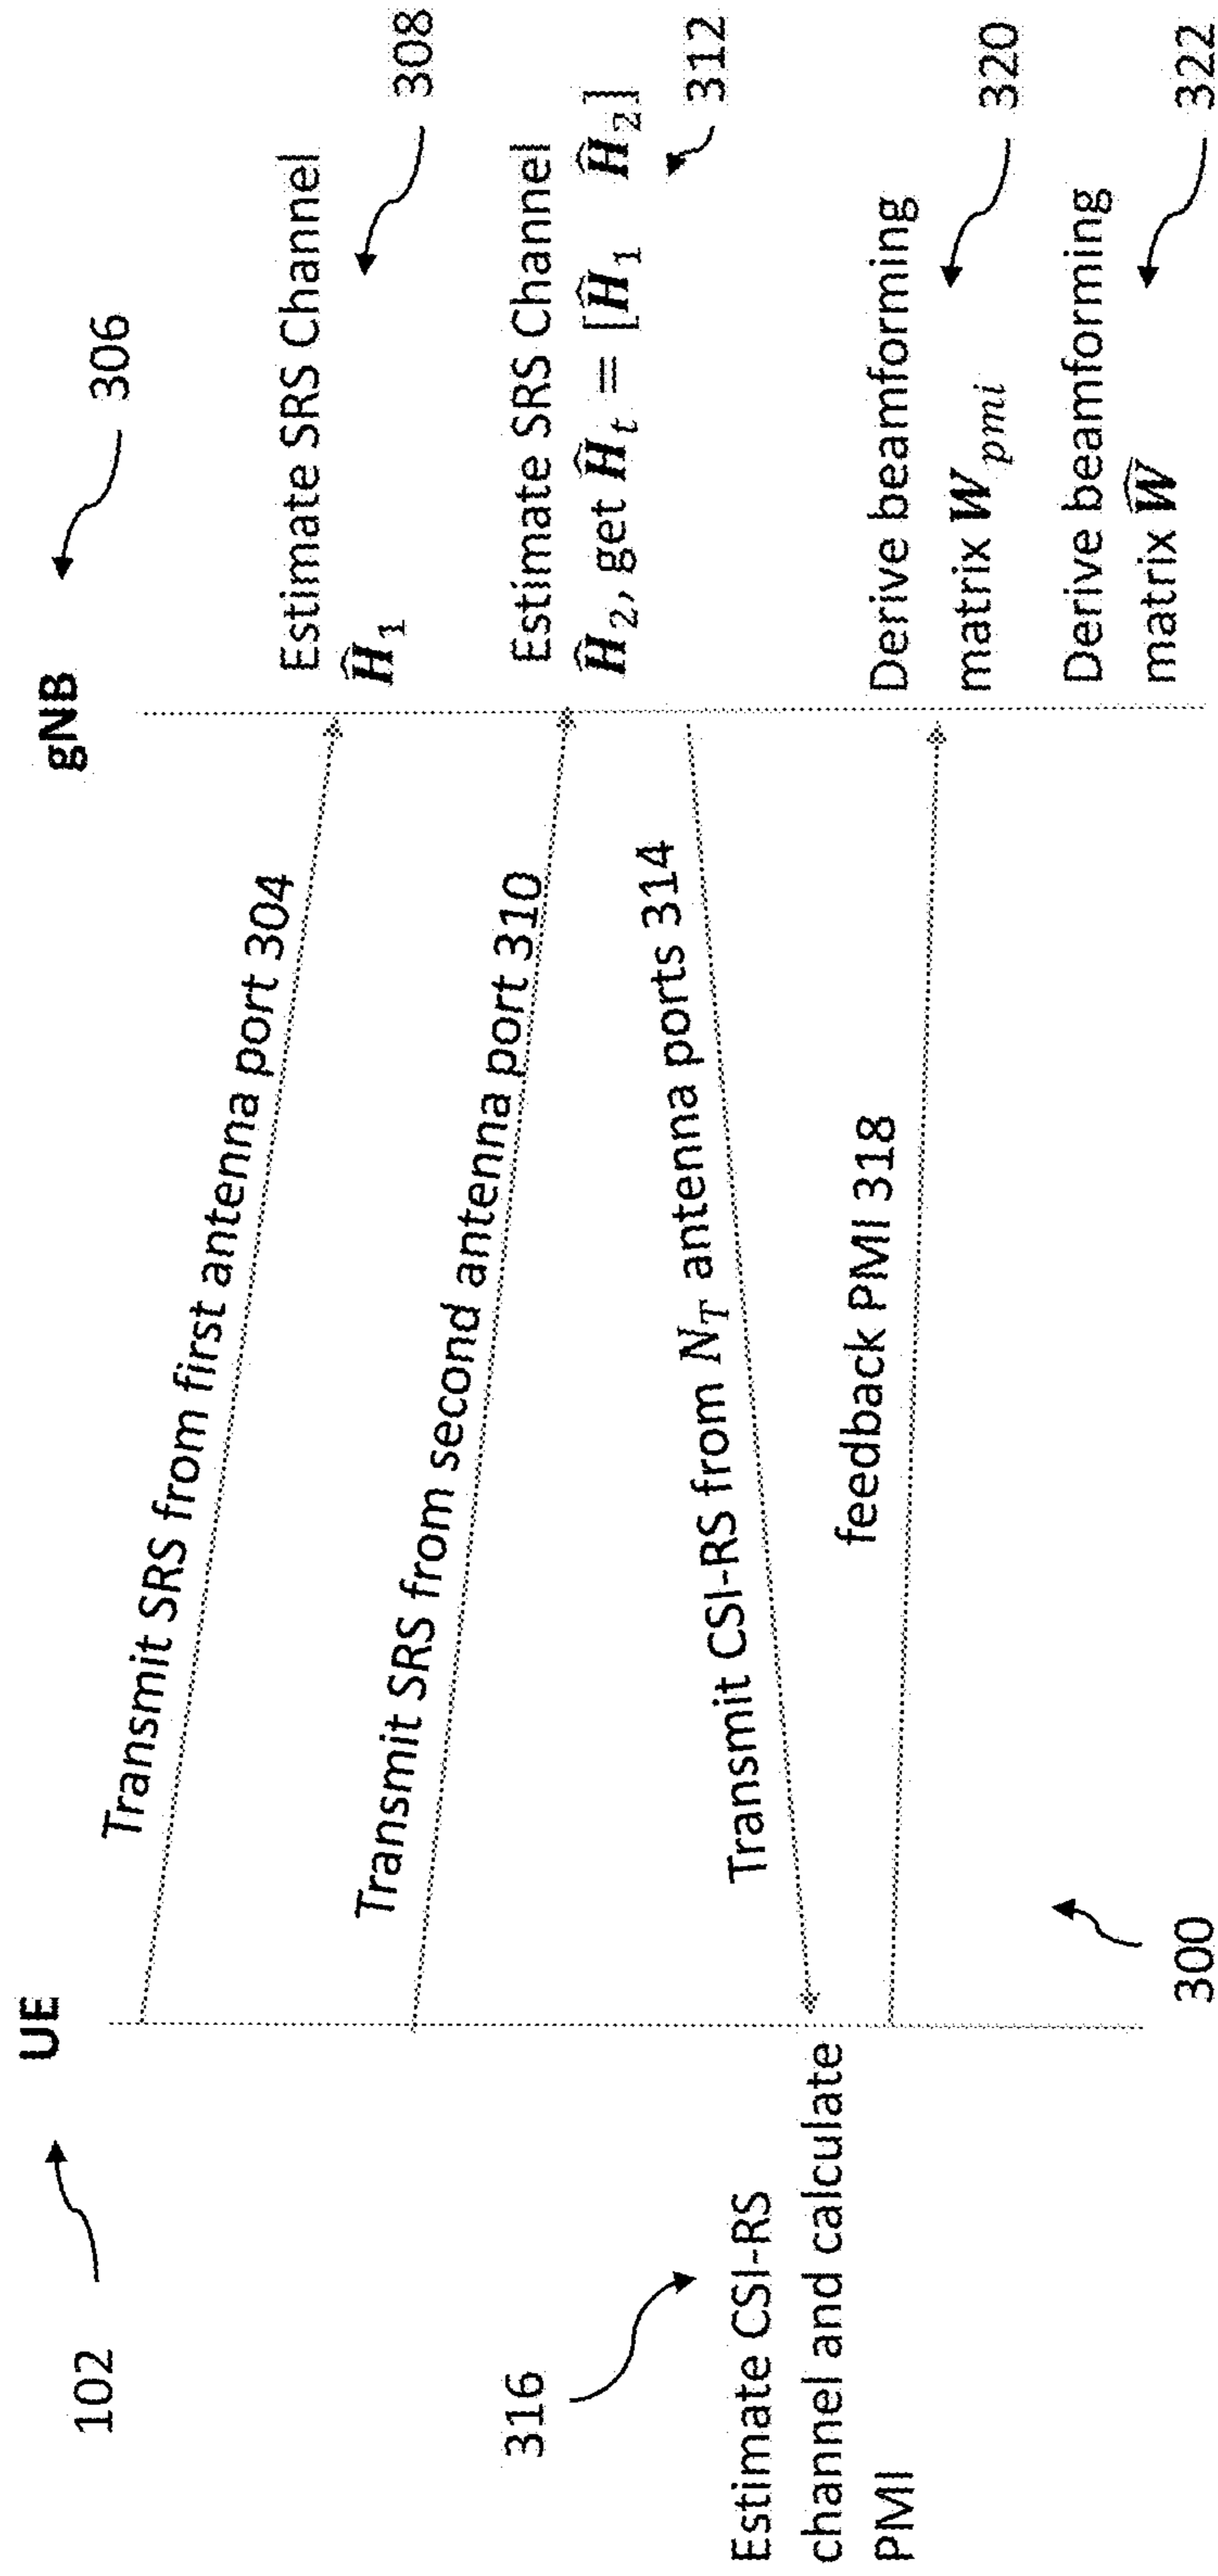 UE
102
gNB
306
Transmit SRS from first antenna port 304
Estimate SRS Channel
Ĥ₁
308
Transmit SRS from second antenna port 310
Estimate SRS Channel
Ĥ₂, get Ĥₜ = [Ĥ₁ Ĥ₂]
312
Transmit CSI-RS from N_T antenna ports 314
316
Estimate CSI-RS
channel and calculate
PMI
feedback PMI 318
Derive beamforming
matrix W_pmi
320
Derive beamforming
matrix Ŵ
322
300